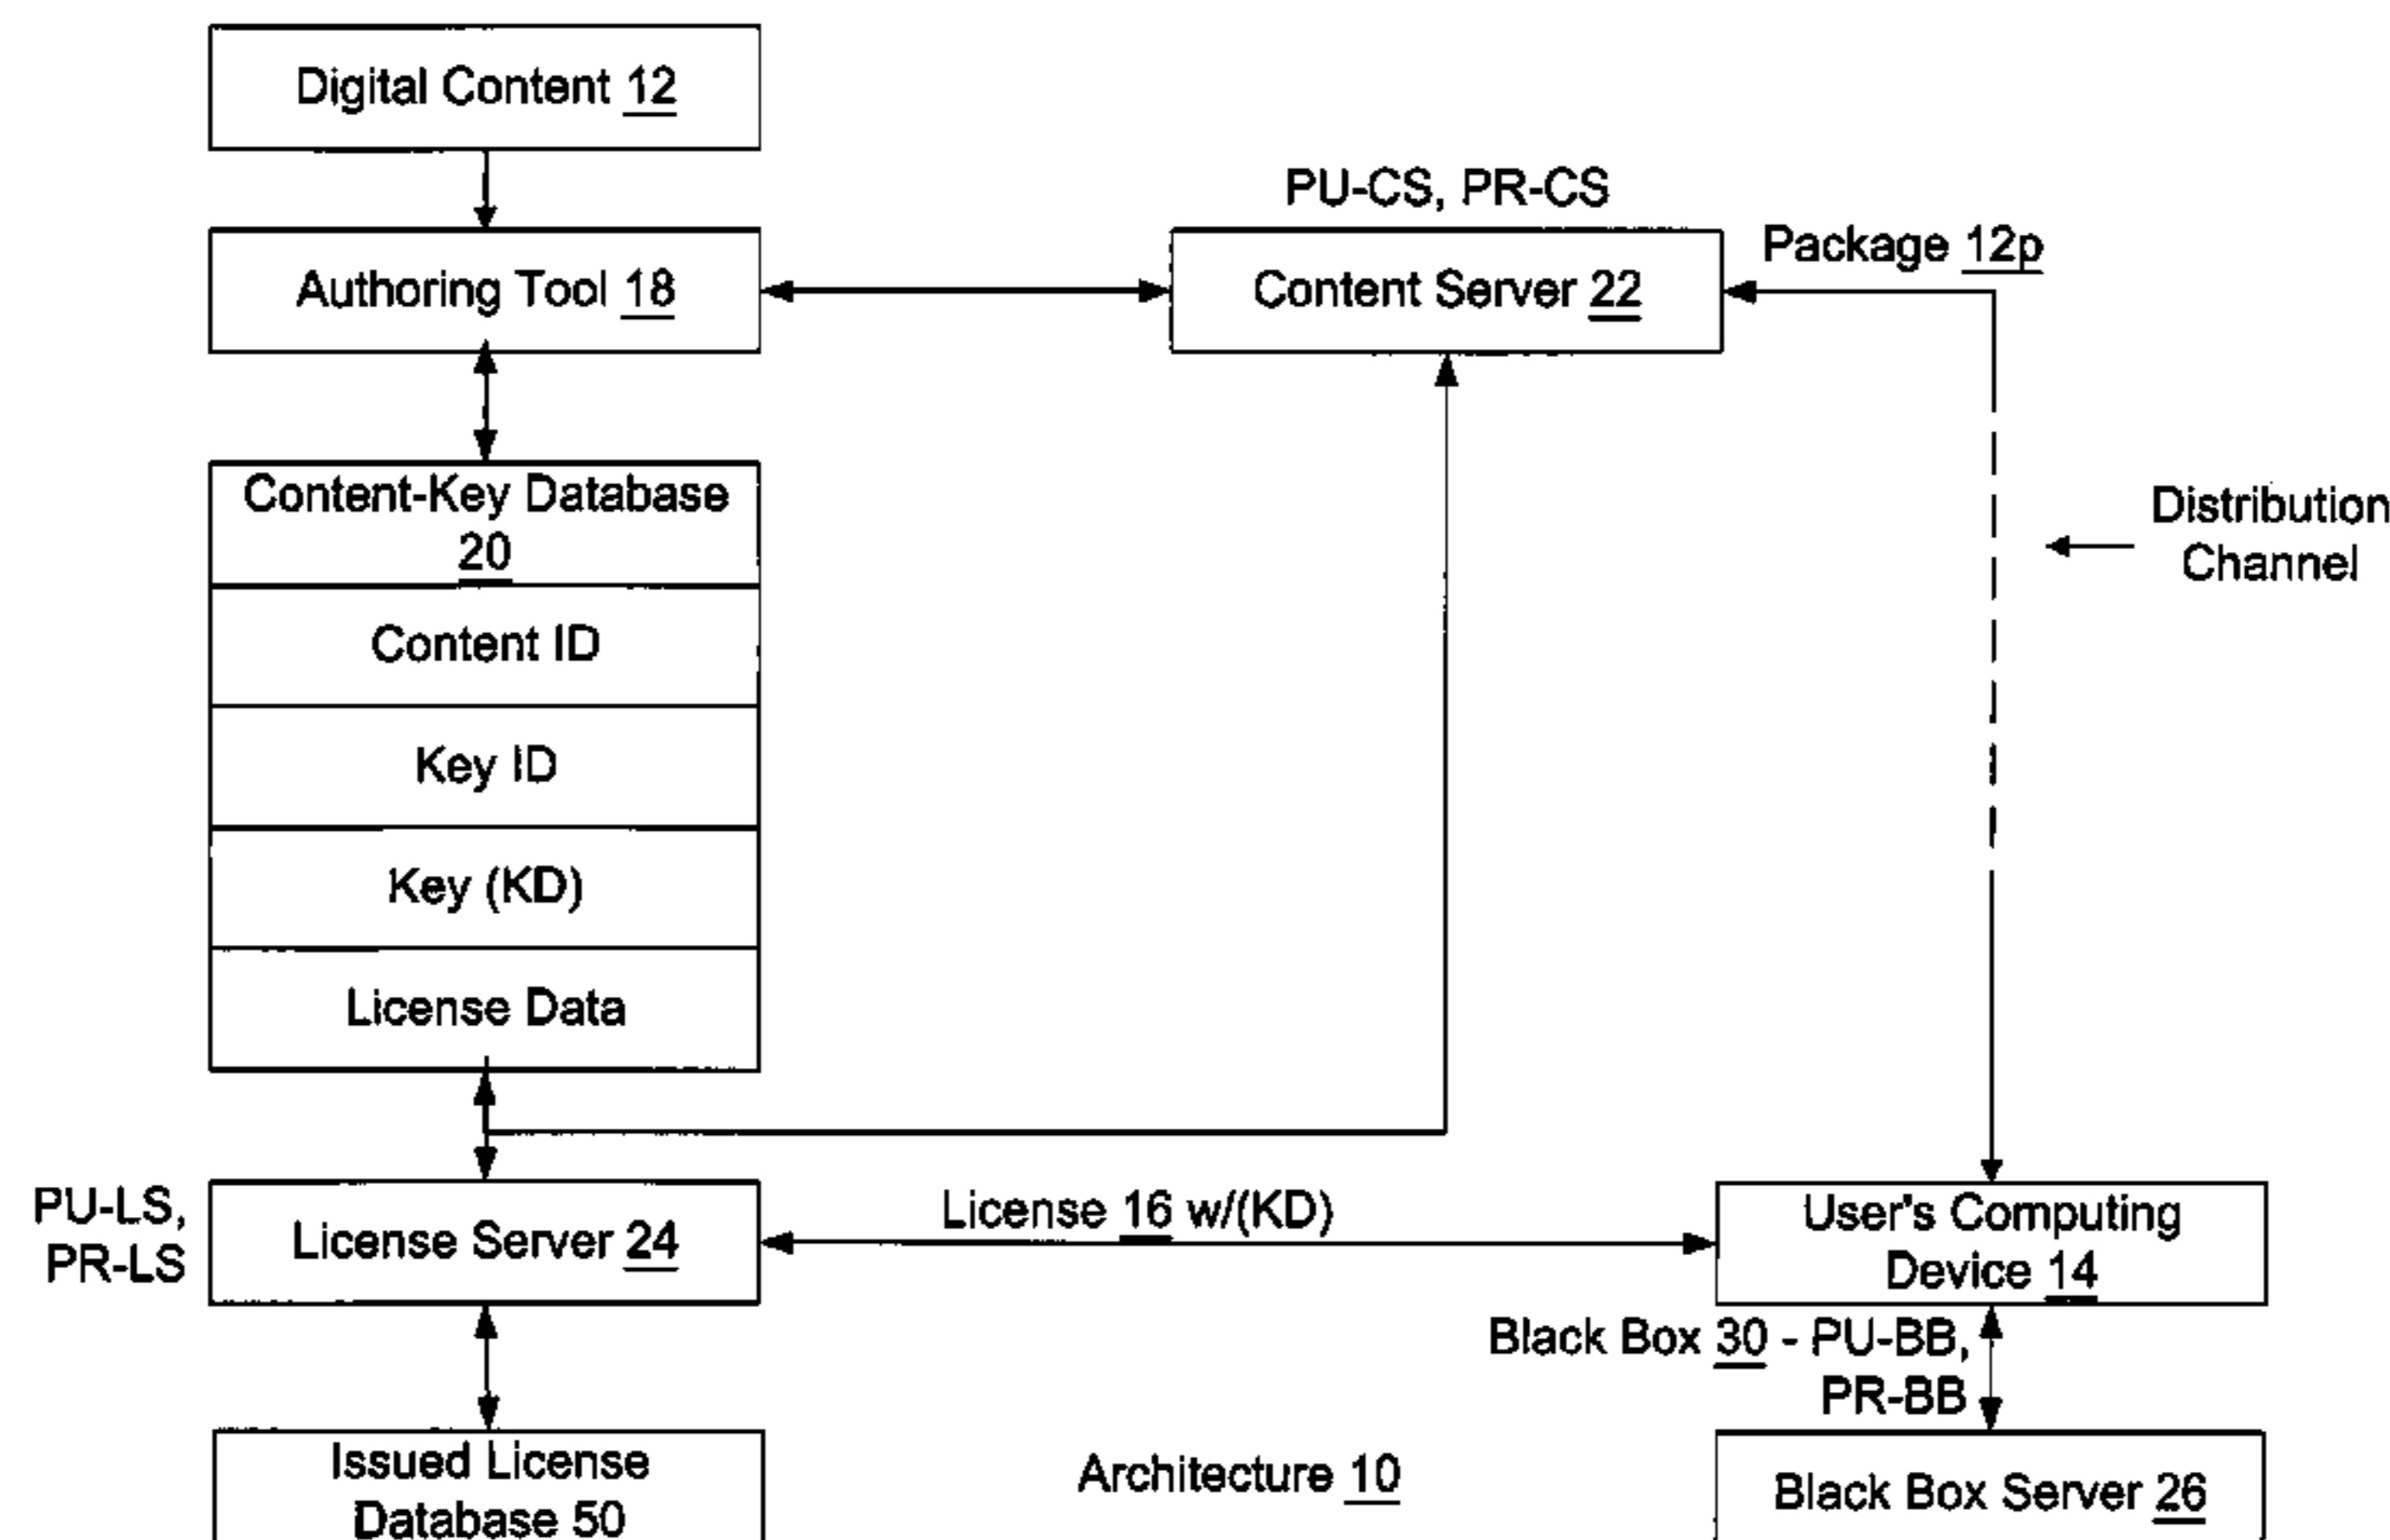 Digital Content 12
PU-CS, PR-CS
Authoring Tool 18
Content Server 22
Package 12p
Content-Key Database
20
Content ID
Key ID
Key (KD)
License Data
Distribution
Channel
PU-LS,
PR-LS
License Server 24
License 16 w/(KD)
User's Computing
Device 14
Black Box 30 - PU-BB,
PR-BB
Issued License
Database 50
Architecture 10
Black Box Server 26